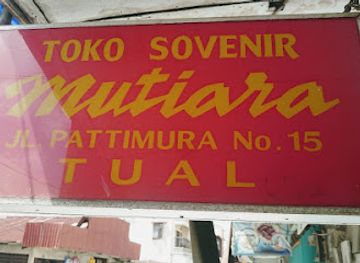 TOKO SOVENIR
Mutiara
JL. PATTIMURA No. 15
TUAL